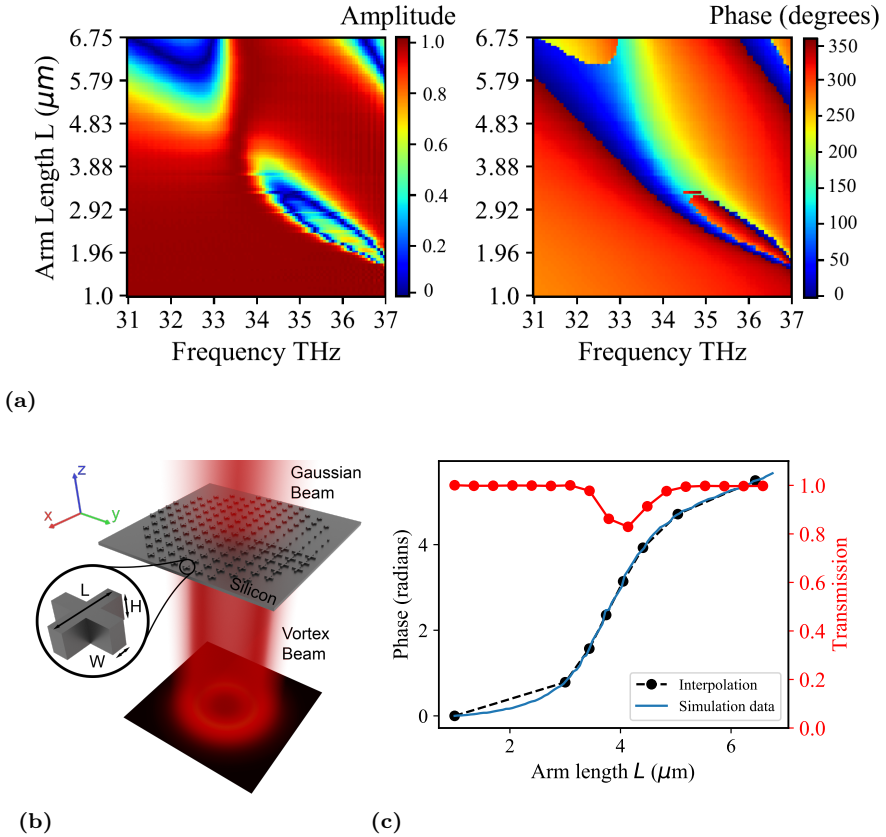 Amplitude
Phase (degrees)
Arm Length L (μm)
6.75
5.79
4.83
3.88
2.92
1.96
1.0
31 32 33 34 35 36 37
Frequency THz
1.0
0.8
0.6
0.4
0.2
0
6.75
5.79
4.83
3.88
2.92
1.96
1.0
31 32 33 34 35 36 37
Frequency THz
350
300
250
200
150
100
50
0
(a)
z
x
y
Gaussian
Beam
Silicon
L
H
W
Vortex
Beam
(b)
Phase (radians)
4
2
0
2 4 6
Arm length L (μm)
1.0
0.8
0.6
0.4
0.2
0.0
Transmission
Interpolation
Simulation data
(c)